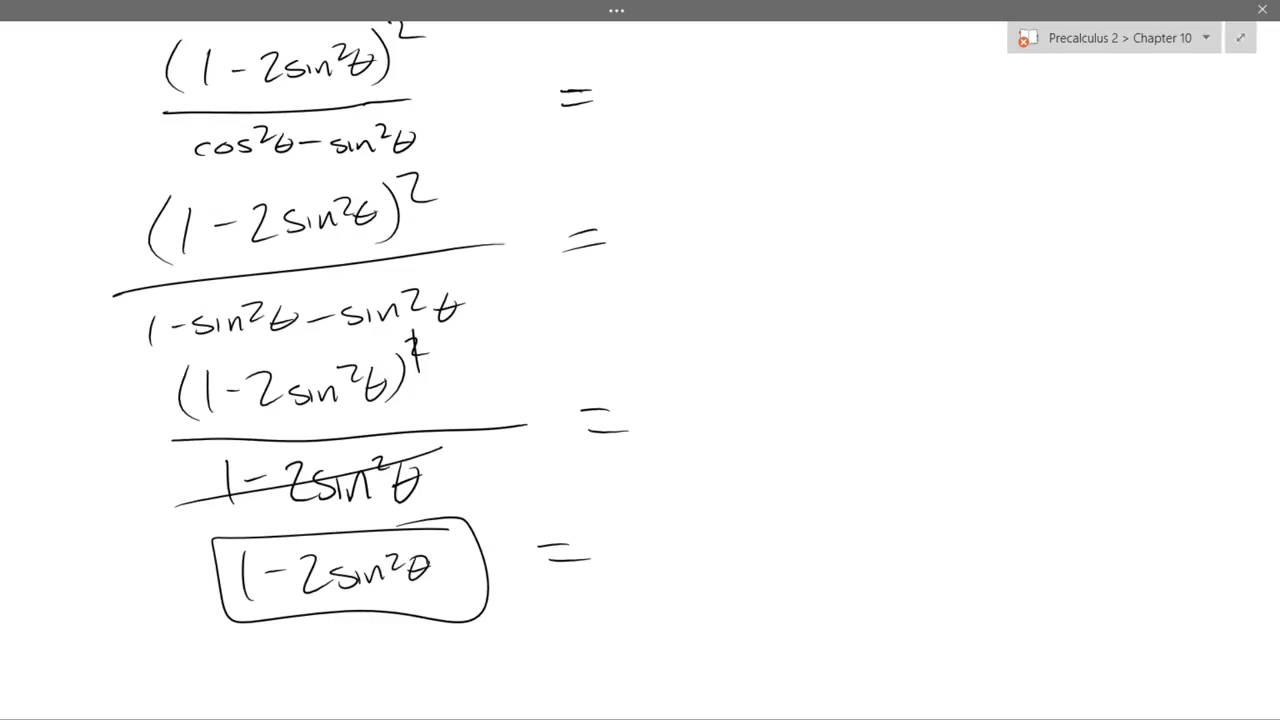 Precalculus 2 > Chapter 10
(1 - 2sin²θ)²
=
cos²θ - sin²θ
(1 - 2sin²θ)²
=
1 - sin²θ - sin²θ
(1 - 2sin²θ)
=
1 - 2sin²θ
1 - 2sin²θ =